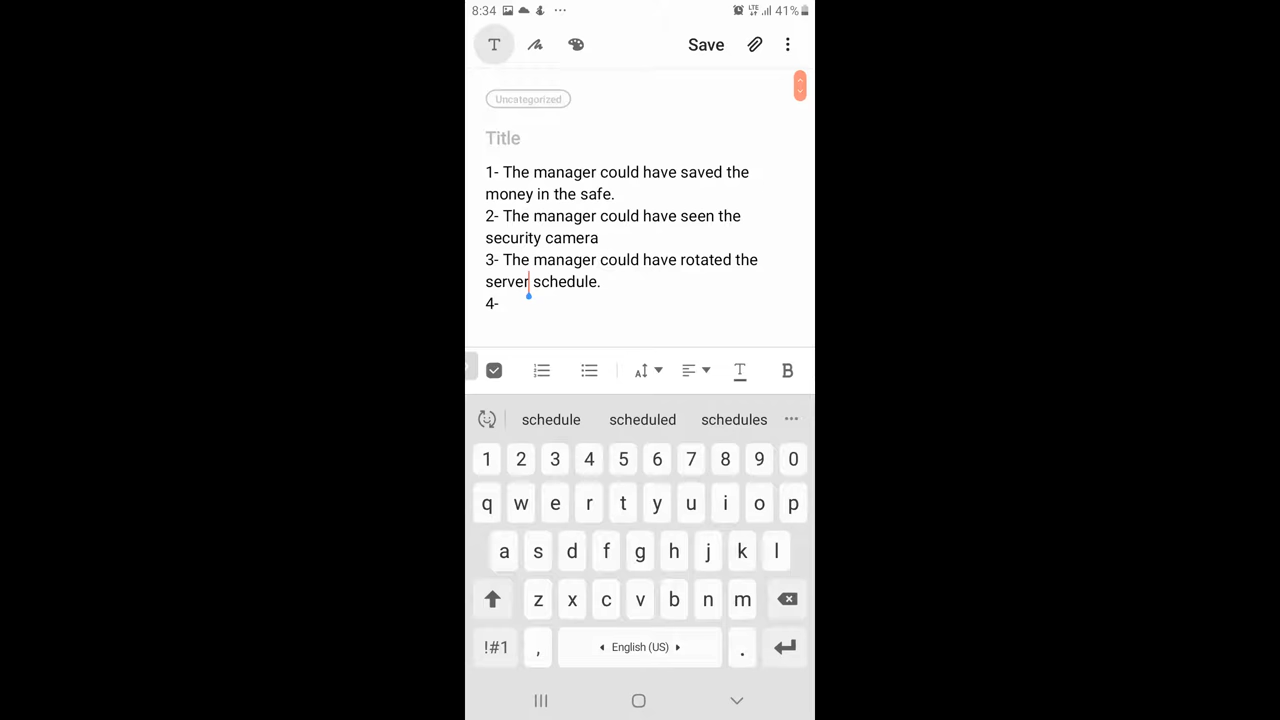 8:34 ... LTE 41%
T Save
Uncategorized
Title
1- The manager could have saved the
money in the safe.
2- The manager could have seen the
security camera
3- The manager could have rotated the
server schedule.
4-
A T B
schedule scheduled schedules ...
1 2 3 4 5 6 7 8 9 0
q w e r t y u i o p
a s d f g h j k l
z x c v b n m
!#1 , English (US) .